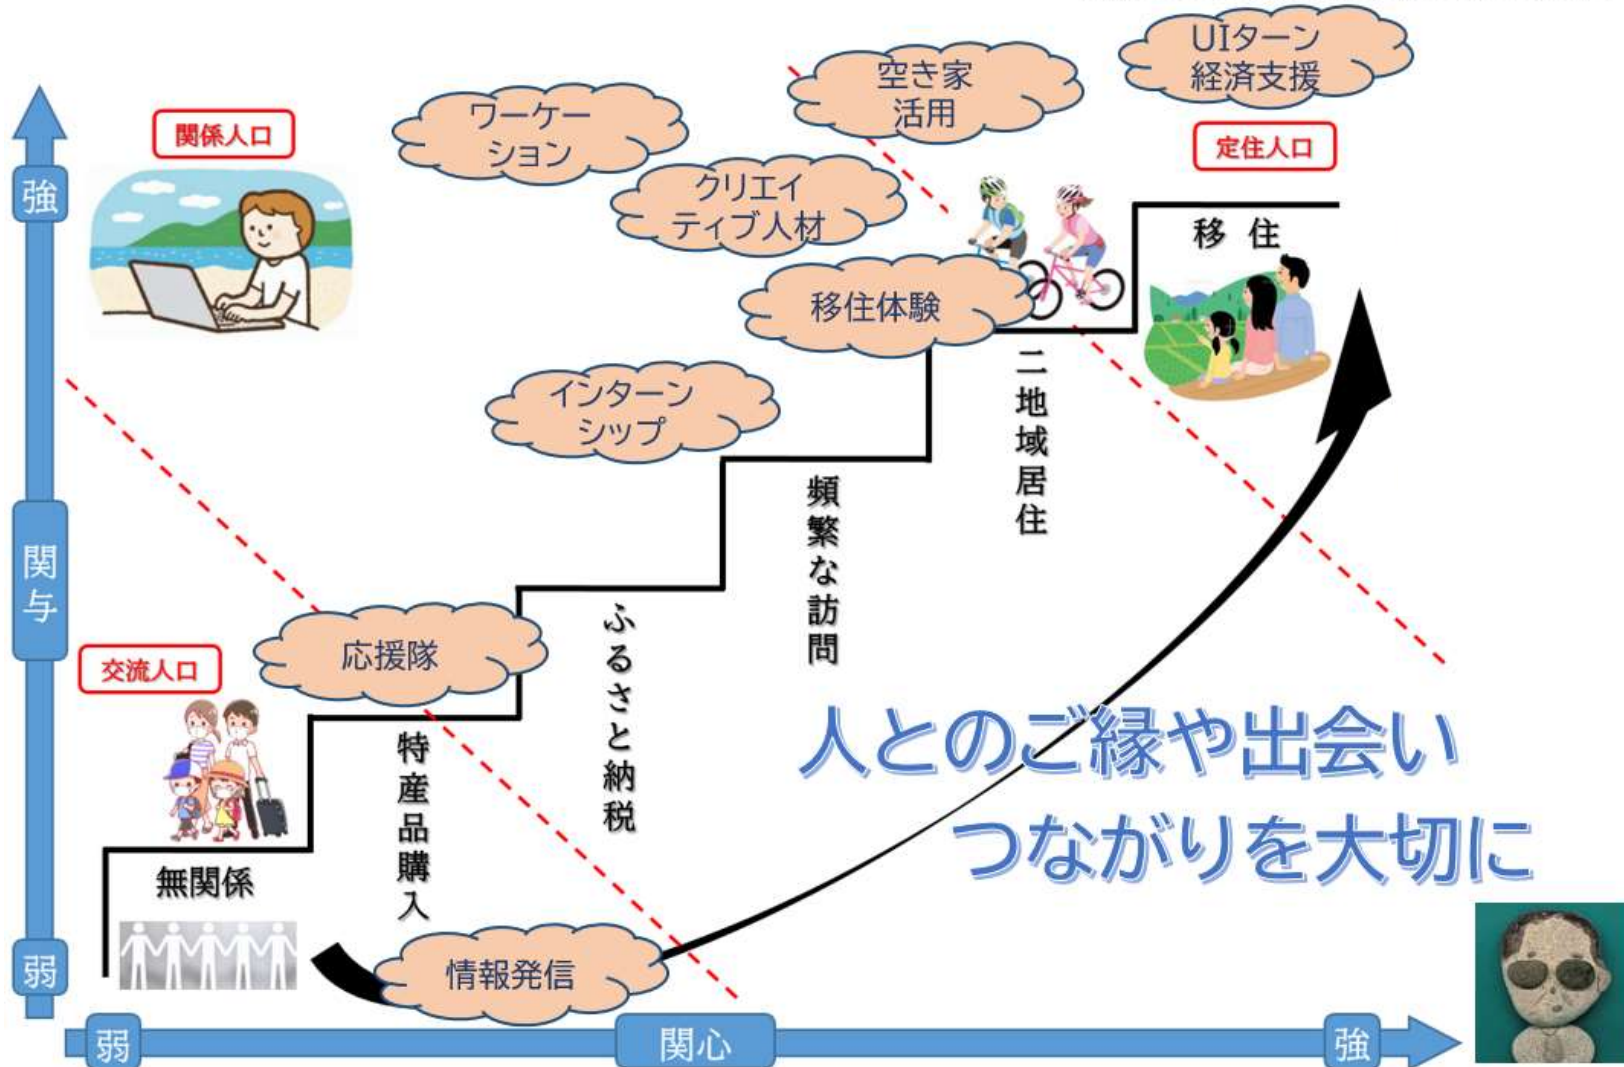 UIターン
経済支援
空き家
活用
ワーケー
ション
関係人口
定住人口
強
クリエイ
ティブ人材
移住
移住体験
二地域居住
インターン
シップ
頻繁な訪問
関与
ふるさと納税
応援隊
交流人口
特産品購入
人とのご縁や出会い
つながりを大切に
無関係
情報発信
弱
弱
関心
強